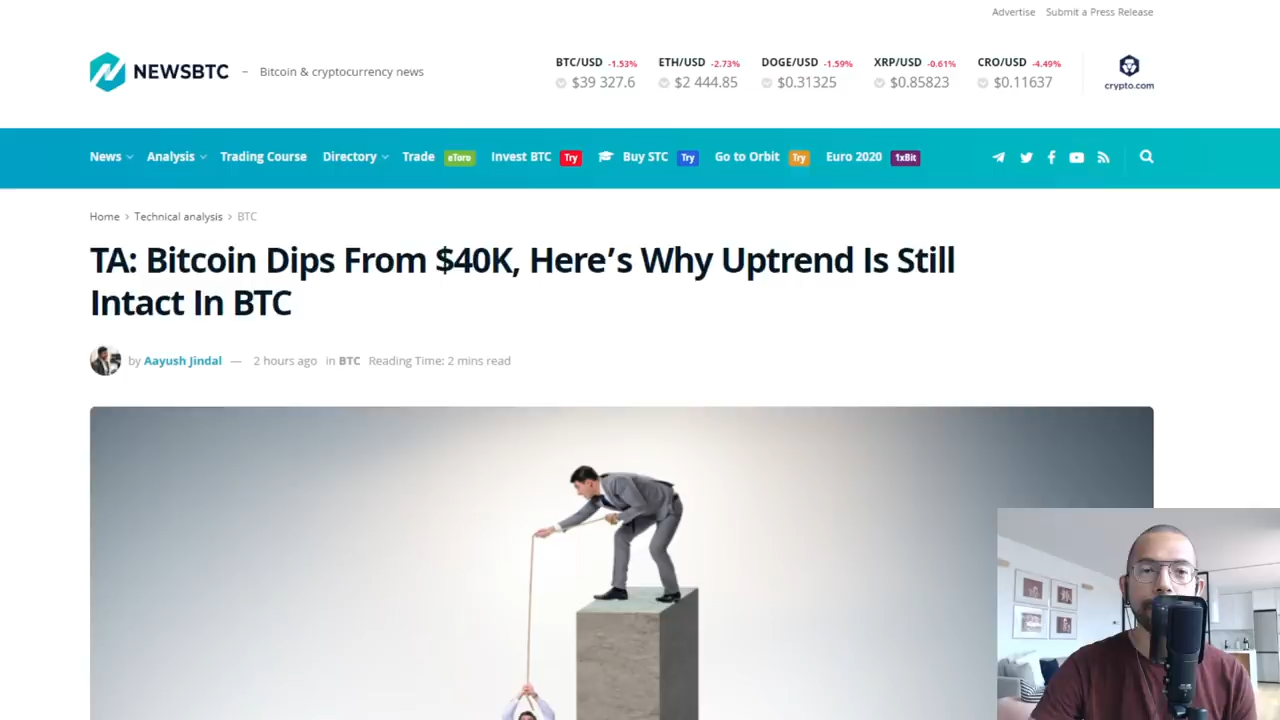 Advertise Submit a Press Release
NEWSBTC – Bitcoin & cryptocurrency news
BTC/USD -1.53% ETH/USD -2.73% DOGE/USD -1.59% XRP/USD -0.61% CRO/USD -4.49%
$39 327.6 $2 444.85 $0.31325 $0.85823 $0.11637
crypto.com
News Analysis Trading Course Directory Trade eToro Invest BTC Try Buy STC Try Go to Orbit Try Euro 2020 1xBit
Home > Technical analysis > BTC
TA: Bitcoin Dips From $40K, Here’s Why Uptrend Is Still
Intact In BTC
by Aayush Jindal — 2 hours ago in BTC Reading Time: 2 mins read